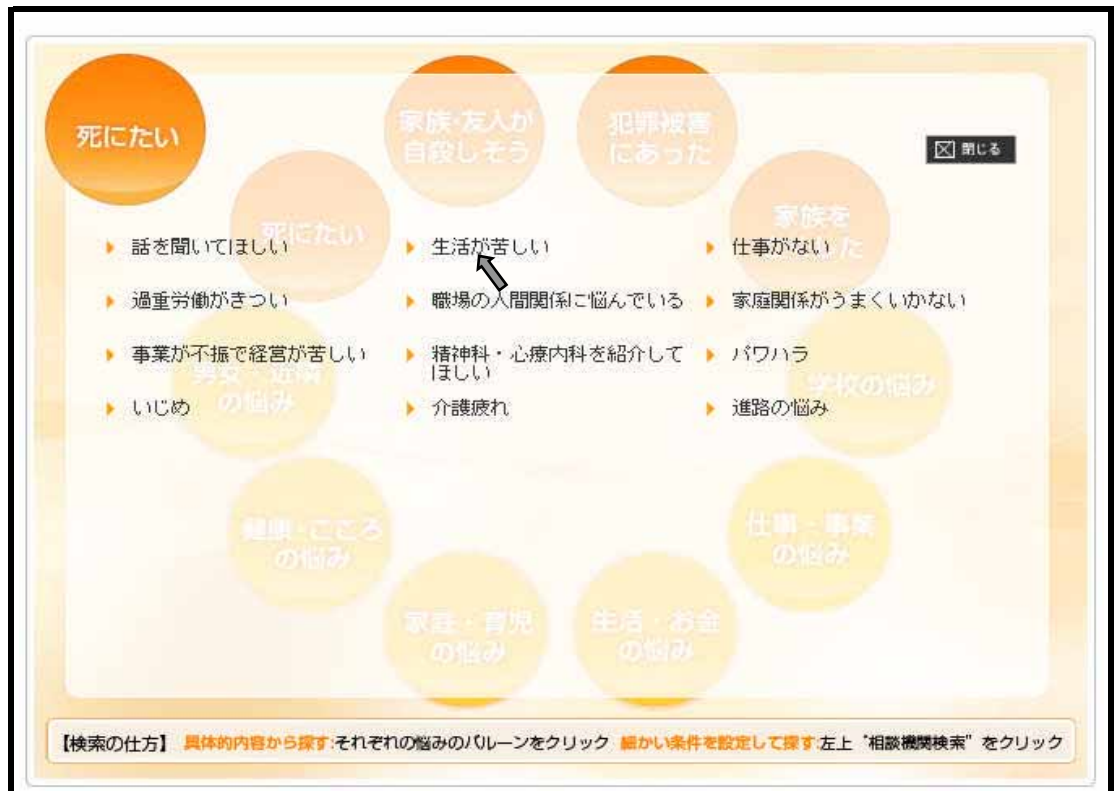 死にたい
家族・友人が
自殺しそう
犯罪被害
にあった
閉じる
死にたい
家族を
た
話を聞いてほしい
生活が苦しい
仕事がない
過重労働がきつい
職場の人間関係に悩んでいる
家庭関係がうまくいかない
事業が不振で経営が苦しい
精神科・心療内科を紹介して
ほしい
パワハラ
の悩み
学校の悩み
いじめ
介護疲れ
進路の悩み
健康・こころ
の悩み
仕事・事業
の悩み
家庭・育児
の悩み
生活・お金
の悩み
【検索の仕方】 具体的内容から探す:それぞれの悩みのバルーンをクリック 細かい条件を設定して探す:左上“相談機関検索”をクリック